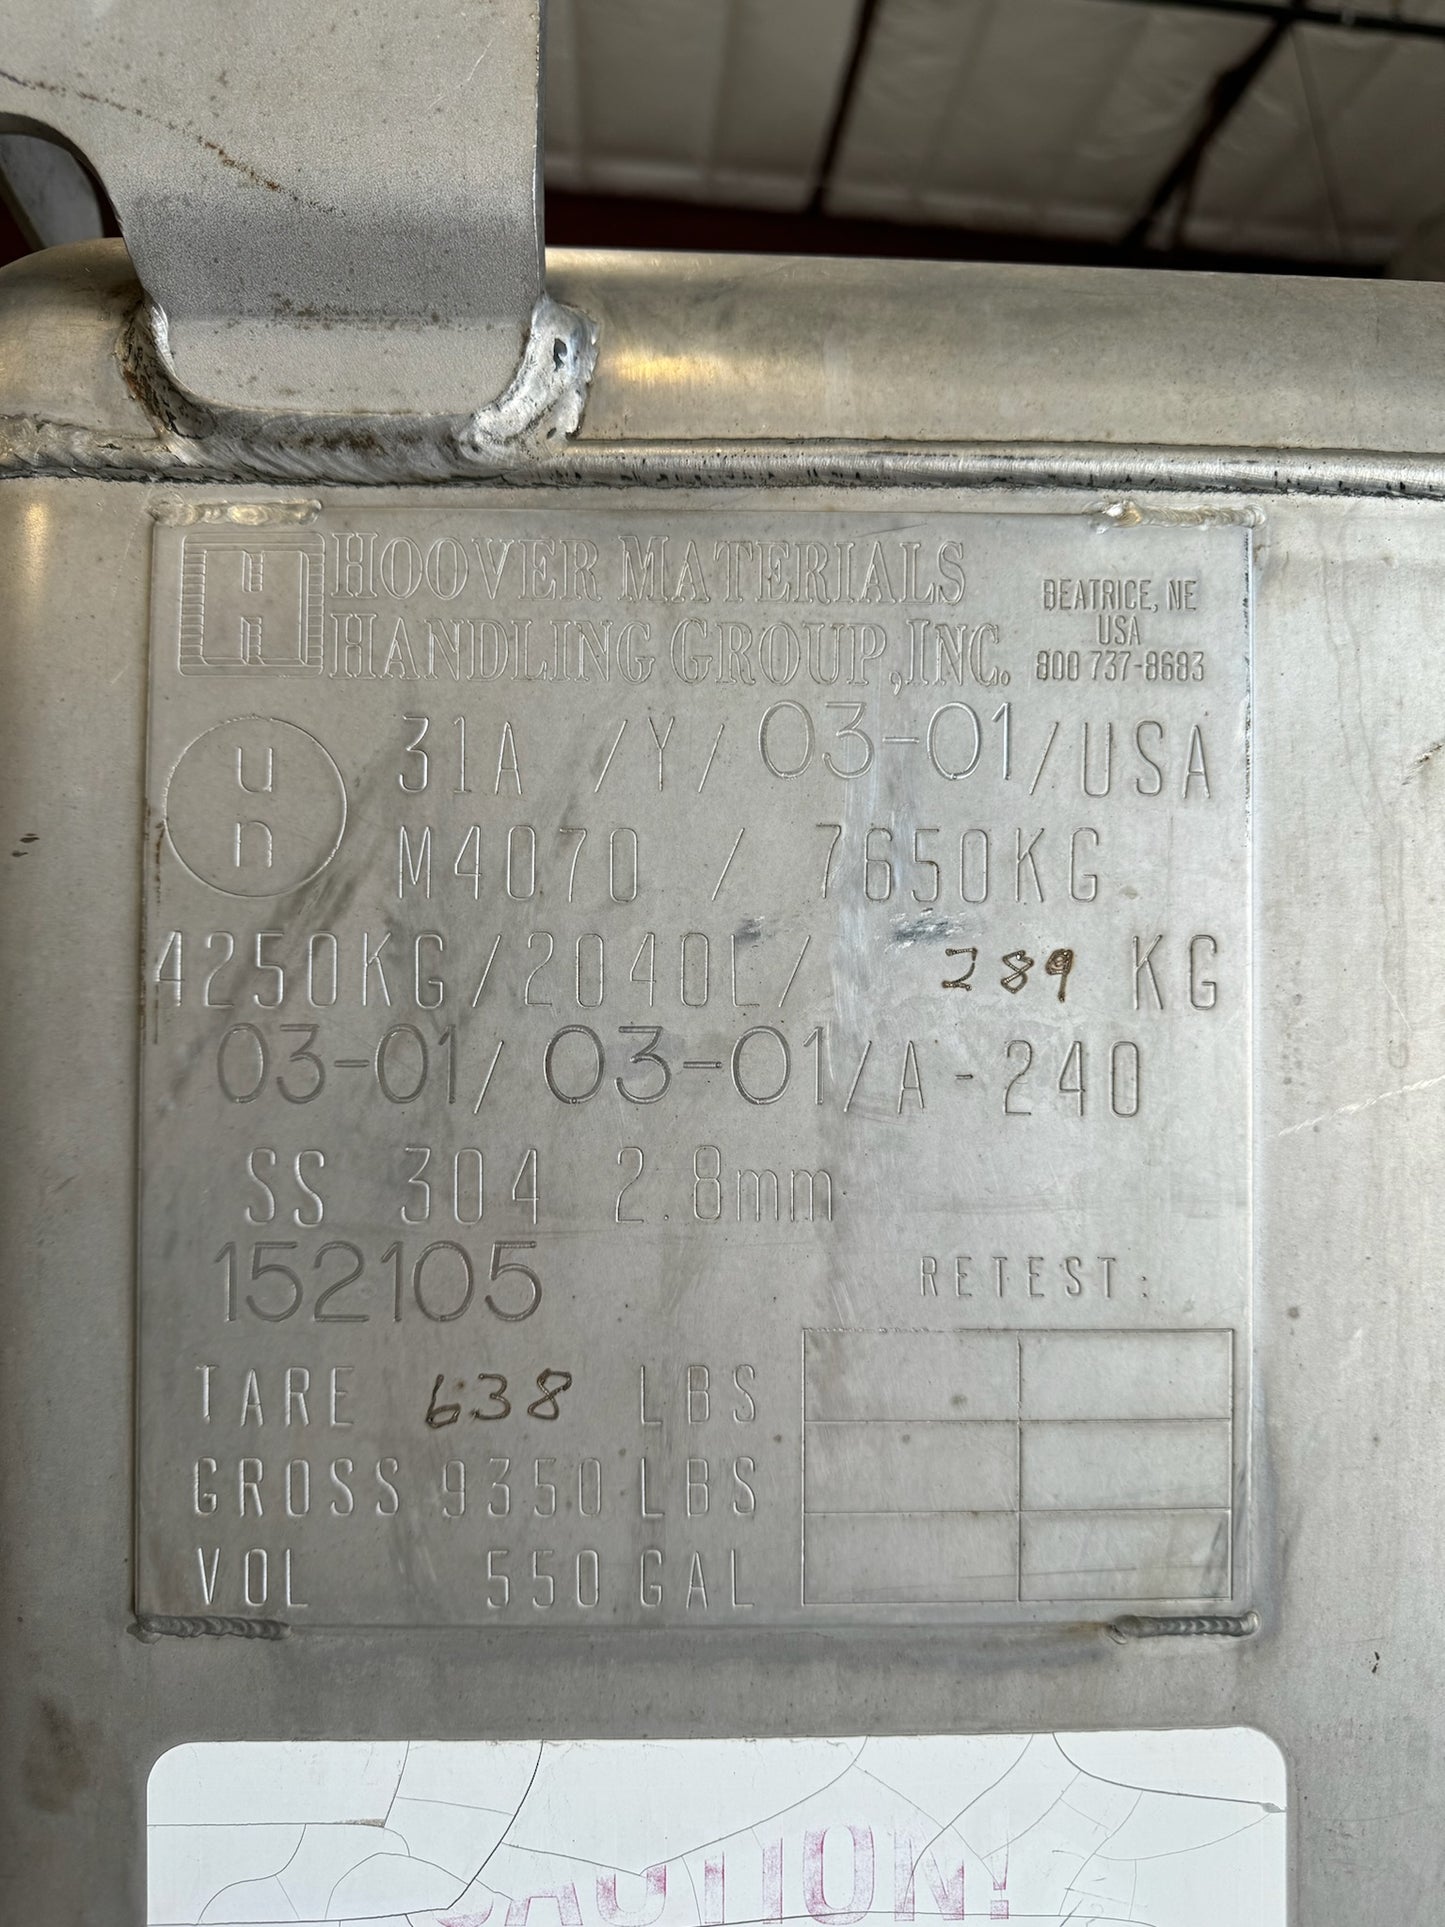 H HOOVER MATERIALS
HANDLING GROUP, INC.
BEATRICE, NE
USA
800 737-8683
un
31A /Y/ 03-01/USA
M4070 / 7650KG
4250KG/2040L/ 289 KG
03-01/03-01/A-240
SS 304 2.8mm
152105
RETEST:
TARE 638 LBS
GROSS 9350 LBS
VOL 550 GAL
CAUTION!